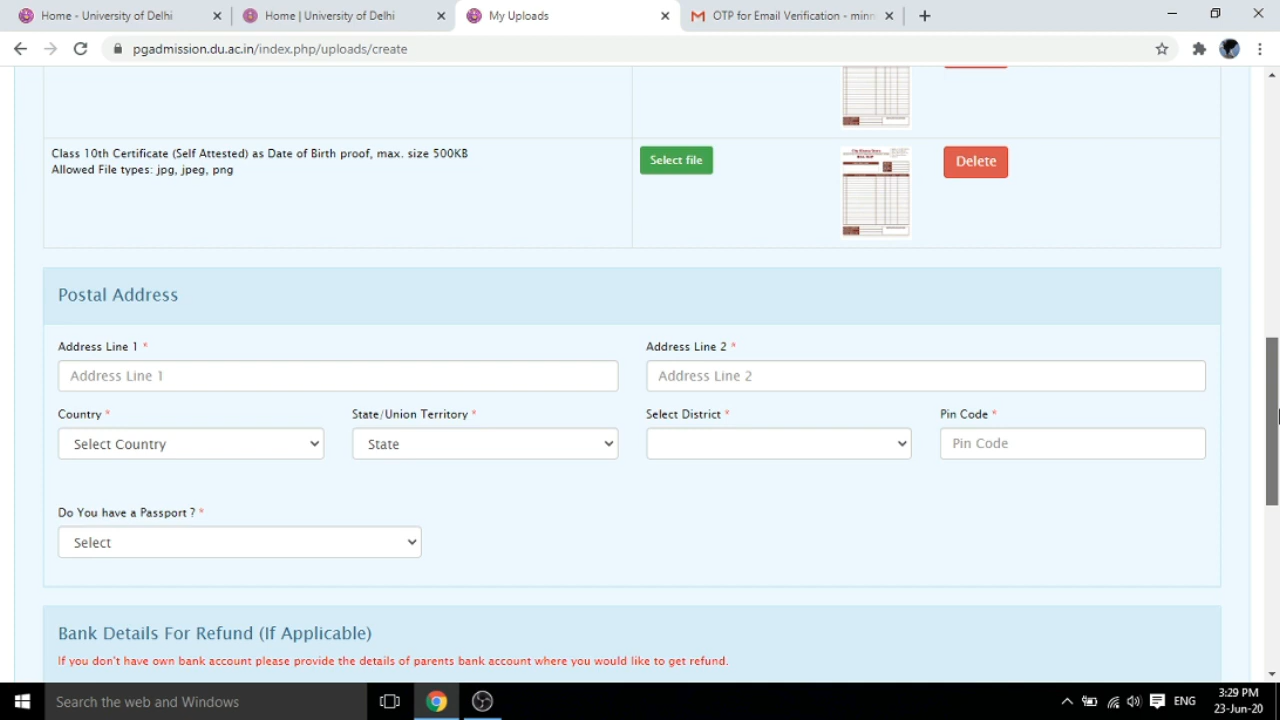 Home - University of Delhi
Home | University of Delhi
My Uploads
OTP for Email Verification - minn
pgadmission.du.ac.in/index.php/uploads/create
Class 10th Certificate (Self Attested) as Date of Birth proof, max. size 500KB
Allowed File types: jpg, jpeg, png
Select file
Delete
Postal Address
Address Line 1 *
Address Line 2 *
Address Line 1
Address Line 2
Country *
State/Union Territory *
Select District *
Pin Code *
Select Country
State
Pin Code
Do You have a Passport ? *
Select
Bank Details For Refund (If Applicable)
If you don't have own bank account please provide the details of parents bank account where you would like to get refund.
Search the web and Windows
ENG
3:29 PM
23-Jun-20